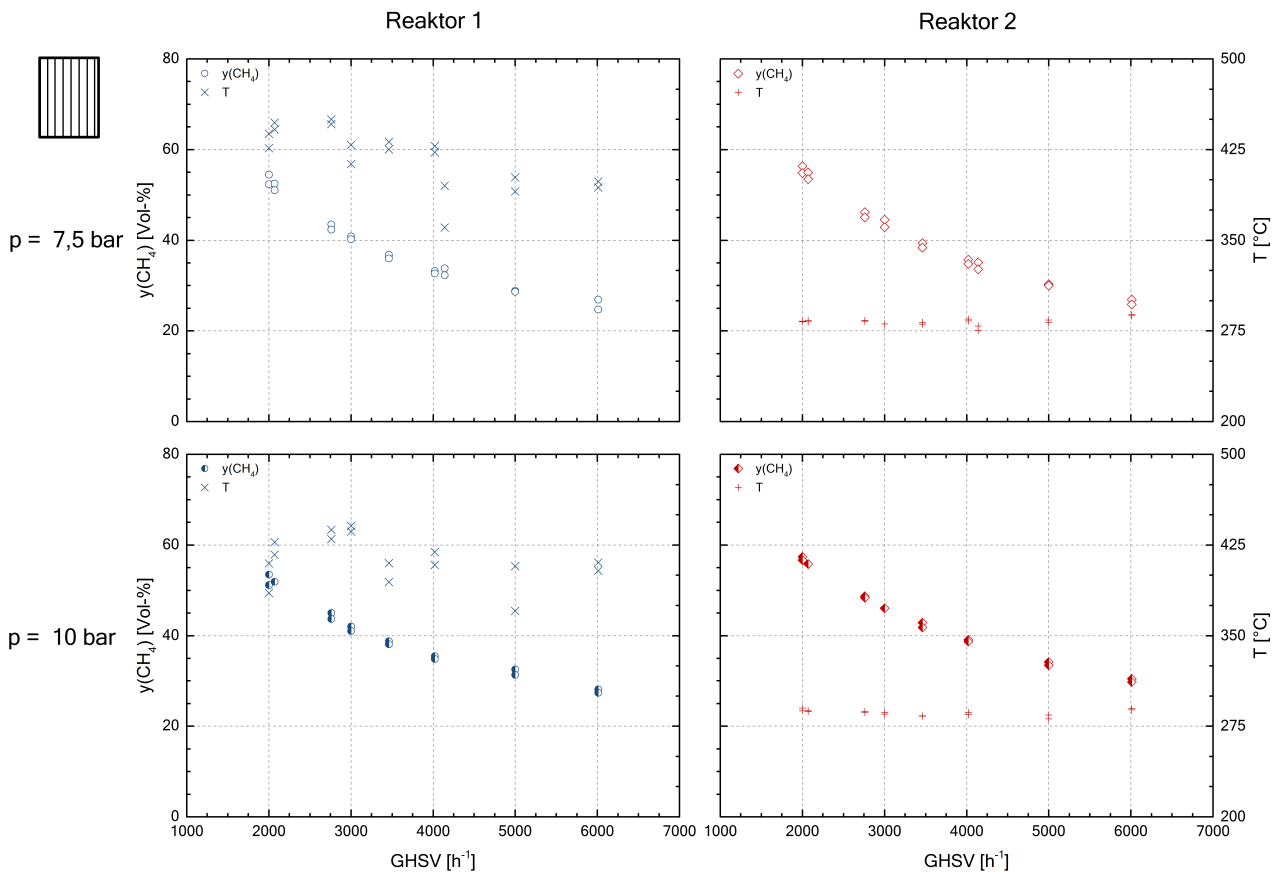 Reaktor 1
Reaktor 2
80
60
40
20
0
y(CH4) [Vol-%]
y(CH4)
T
y(CH4)
T
500
425
350
275
200
T [°C]
p = 7,5 bar
80
60
40
20
0
y(CH4) [Vol-%]
y(CH4)
T
y(CH4)
T
500
425
350
275
200
T [°C]
p = 10 bar
1000 2000 3000 4000 5000 6000 7000
1000 2000 3000 4000 5000 6000 7000
GHSV [h-1]
GHSV [h-1]